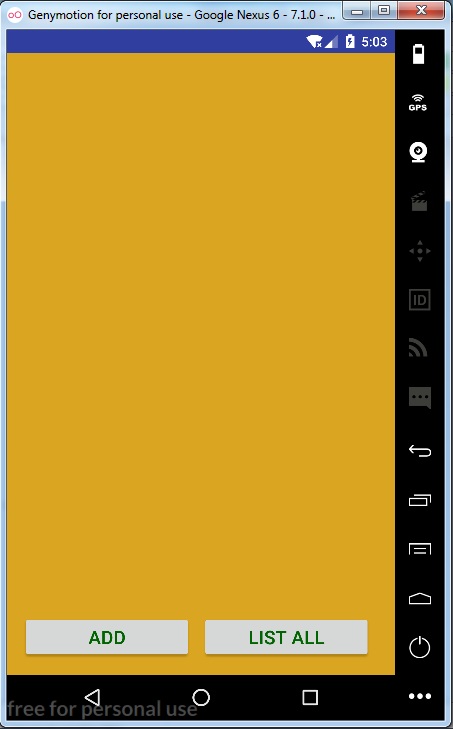 Genymotion for personal use - Google Nexus 6 - 7.1.0 - ...
5:03
GPS
ID
ADD
LIST ALL
free for personal use